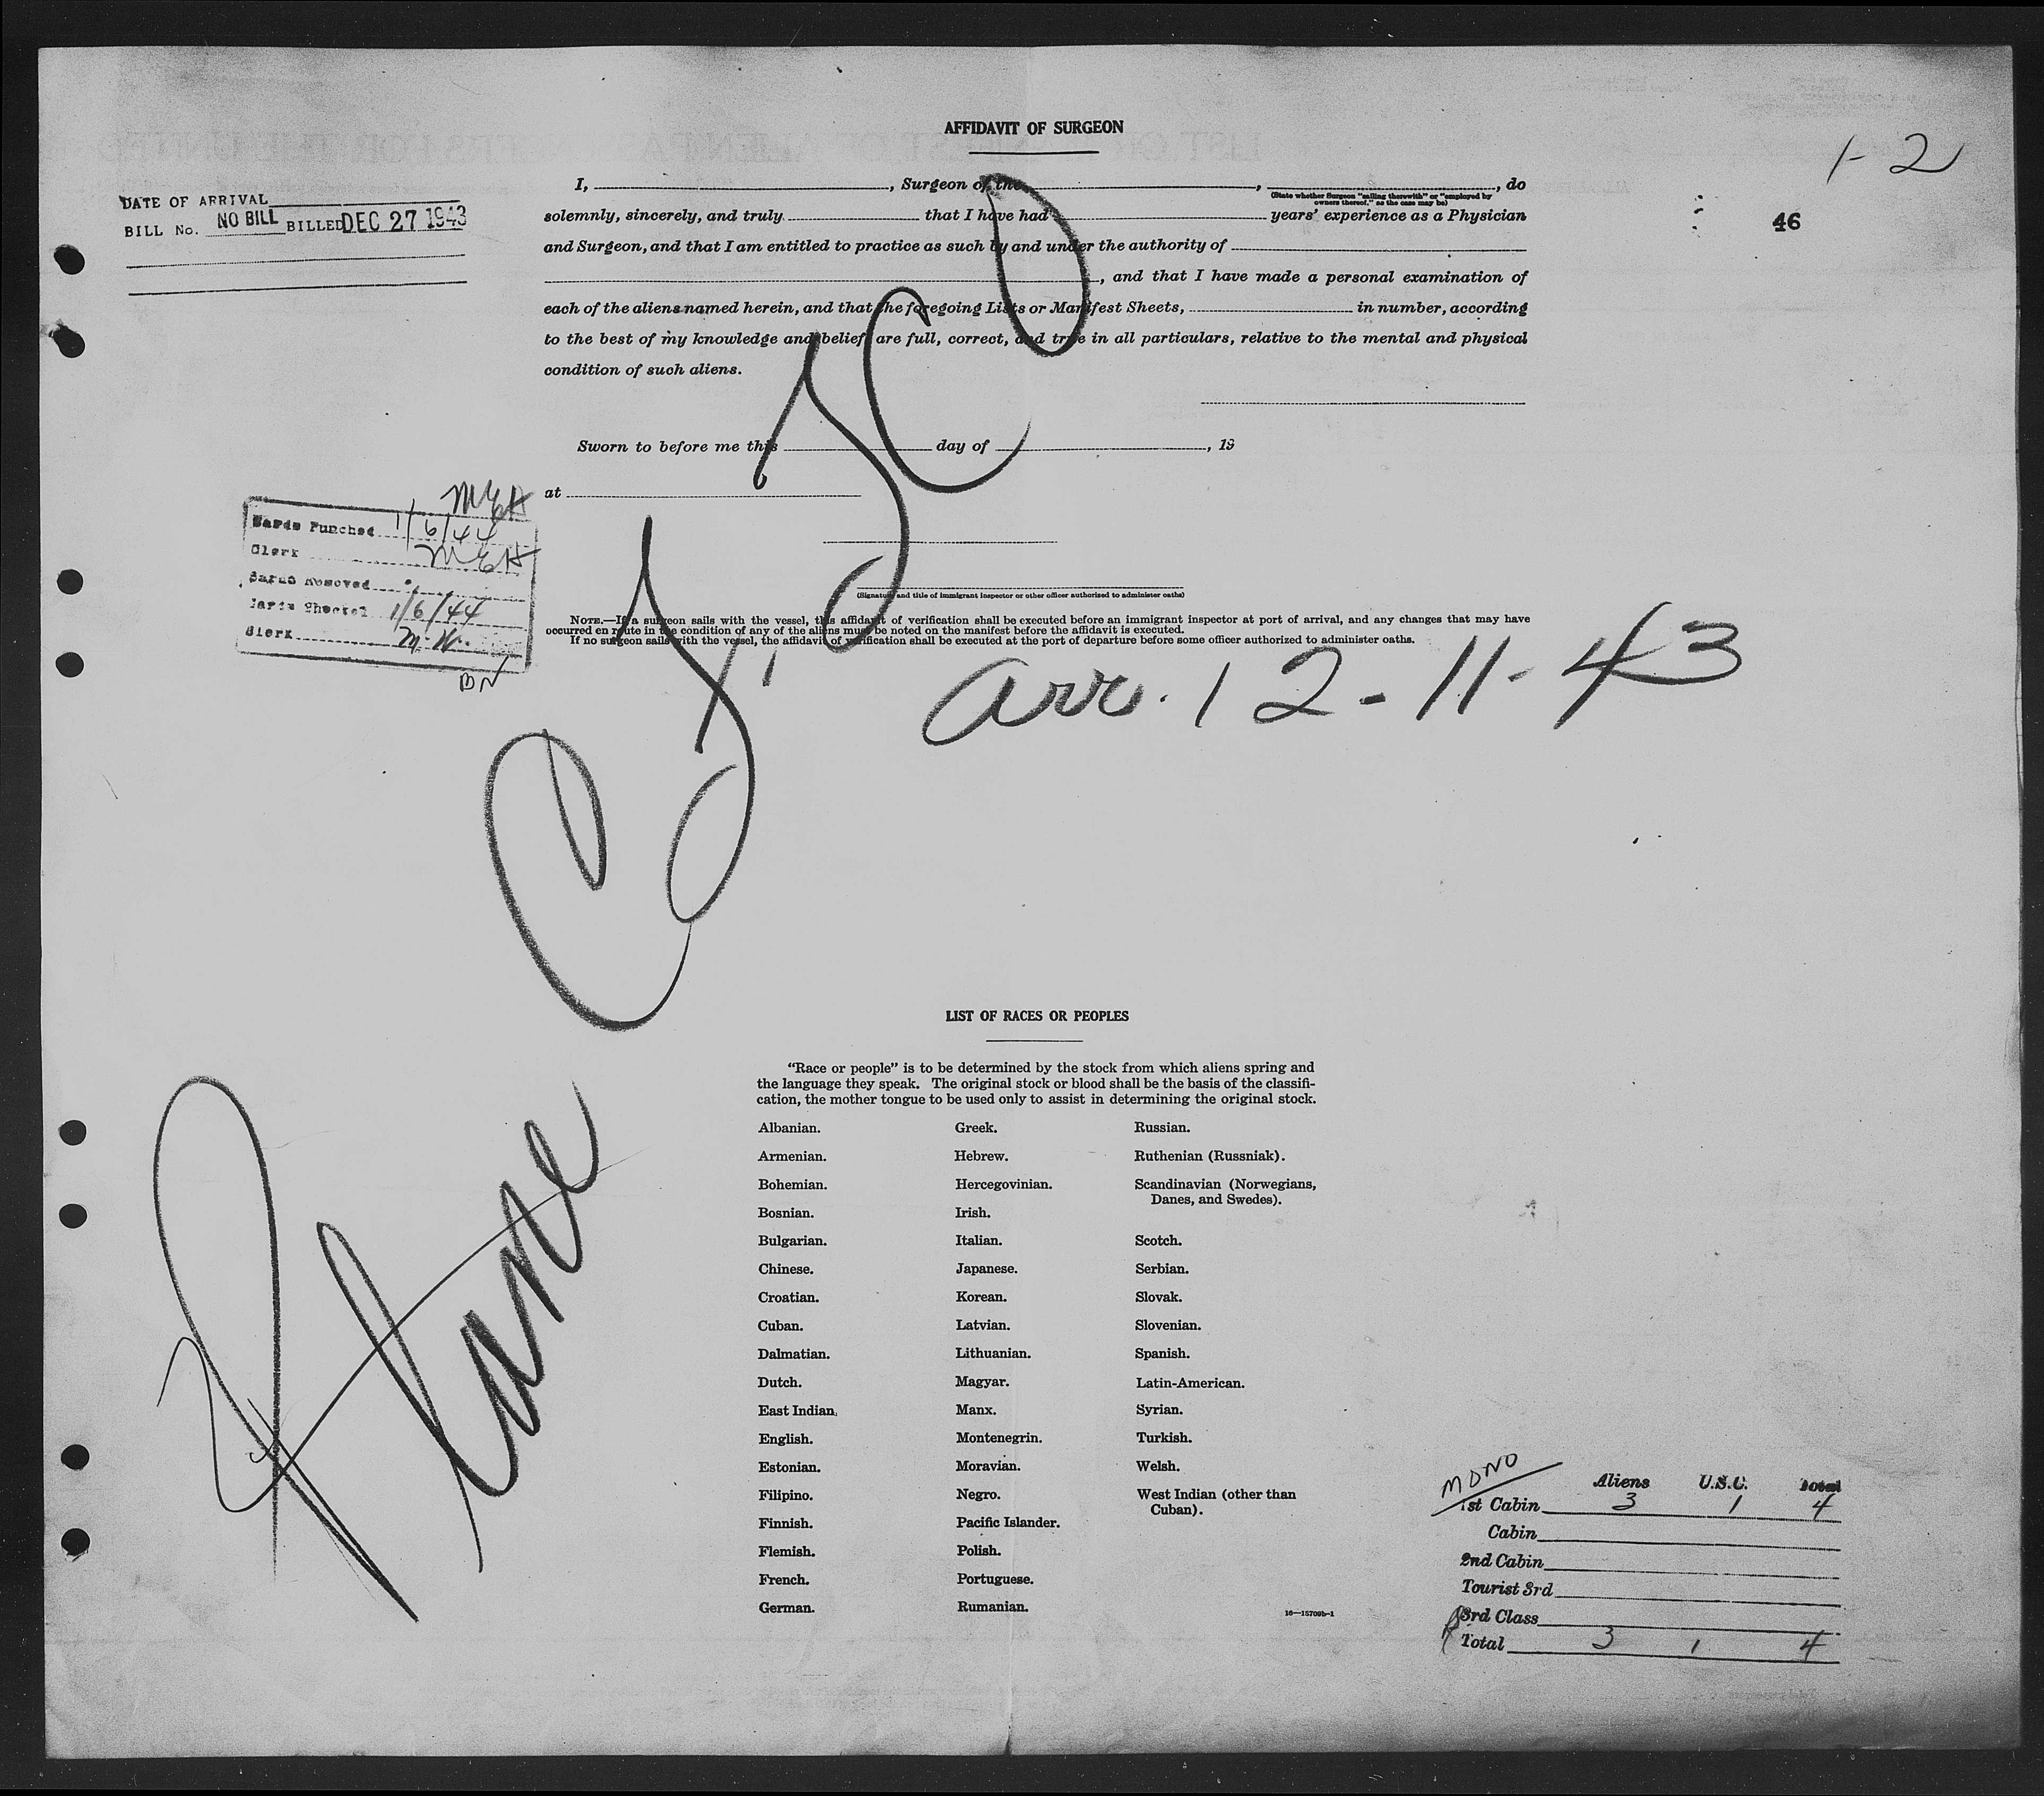 AFFIDAVIT OF SURGEON
1-2
46
DATE OF ARRIVAL
BILL No. NO BILL BILLED DEC 27 1943
I, , Surgeon of the , , do
(State whether Surgeon "sailing therewith" or "employed by
owners thereof," as the case may be)
solemnly, sincerely, and truly that I have had years' experience as a Physician
and Surgeon, and that I am entitled to practice as such by and under the authority of
, and that I have made a personal examination of
each of the aliens named herein, and that the foregoing Lists or Manifest Sheets, in number, according
to the best of my knowledge and belief, are full, correct, and true in all particulars, relative to the mental and physical
condition of such aliens.
Sworn to before me this day of , 19
at
(Signature and title of immigrant inspector or other officer authorized to administer oaths)
NOTE.—If a surgeon sails with the vessel, this affidavit of verification shall be executed before an immigrant inspector at port of arrival, and any changes that may have
occurred en route in the condition of any of the aliens must be noted on the manifest before the affidavit is executed.
If no surgeon sails with the vessel, the affidavit of verification shall be executed at the port of departure before some officer authorized to administer oaths.
MEH
Cards Punched 1/6/44
Clerk MEH
Cards Removed
Cards Checked 1/6/44
Clerk M.W.
BN
arr. 12-11-43
Plane
LIST OF RACES OR PEOPLES
"Race or people" is to be determined by the stock from which aliens spring and
the language they speak. The original stock or blood shall be the basis of the classifi-
cation, the mother tongue to be used only to assist in determining the original stock.
Albanian.
Armenian.
Bohemian.
Bosnian.
Bulgarian.
Chinese.
Croatian.
Cuban.
Dalmatian.
Dutch.
East Indian.
English.
Estonian.
Filipino.
Finnish.
Flemish.
French.
German.
Greek.
Hebrew.
Hercegovinian.
Irish.
Italian.
Japanese.
Korean.
Latvian.
Lithuanian.
Magyar.
Manx.
Montenegrin.
Moravian.
Negro.
Pacific Islander.
Polish.
Portuguese.
Rumanian.
Russian.
Ruthenian (Russniak).
Scandinavian (Norwegians,
Danes, and Swedes).
Scotch.
Serbian.
Slovak.
Slovenian.
Spanish.
Latin-American.
Syrian.
Turkish.
Welsh.
West Indian (other than
Cuban).
16—15709b-1
MONO
Aliens U.S.C. Total
1st Cabin 3 1 4
Cabin
2nd Cabin
Tourist 3rd
3rd Class
Total 3 1 4